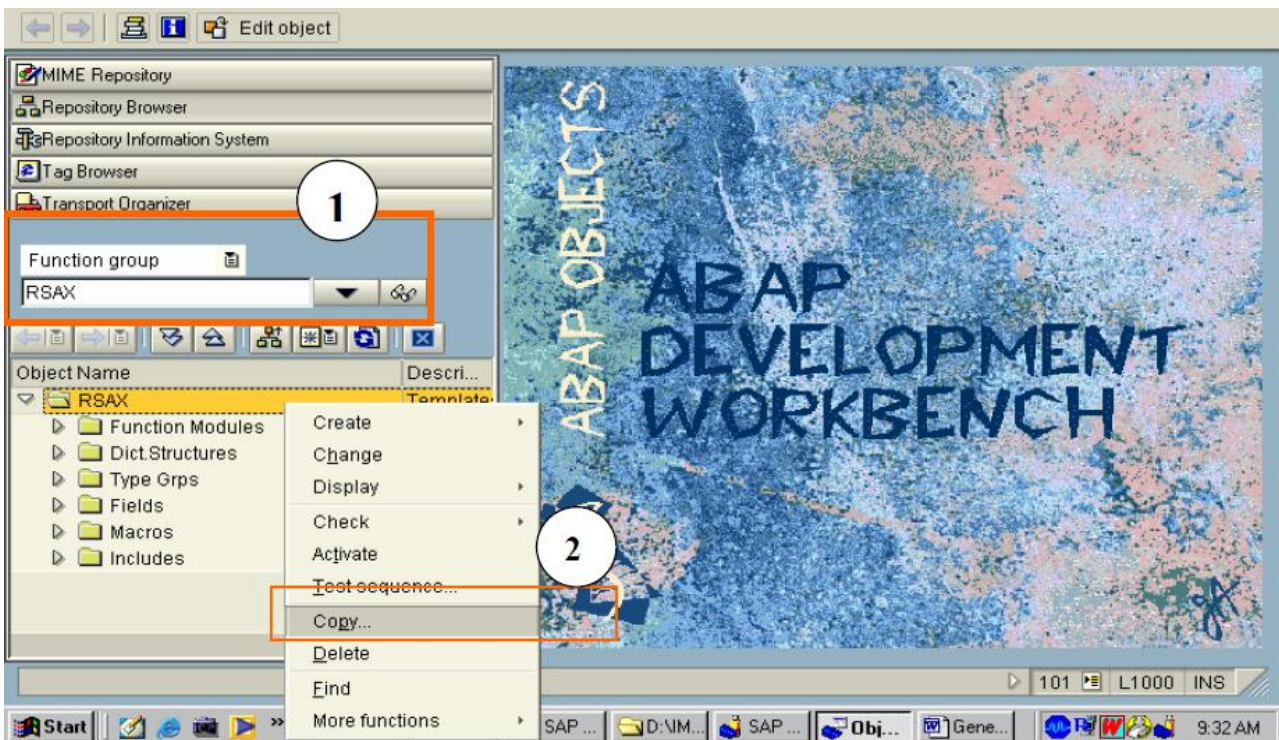 Edit object
MIME Repository
Repository Browser
Repository Information System
Tag Browser
Transport Organizer
1
Function group
RSAX
Object Name Descri...
RSAX Template
Function Modules
Dict.Structures
Type Grps
Fields
Macros
Includes
Create
Change
Display
Check
Activate
Test sequence...
Copy...
Delete
Find
More functions
2
ABAP OBJECTS
ABAP
DEVELOPMENT
WORKBENCH
101 L1000 INS
Start » SAP ... D:\IM... SAP ... Obj... Gene... 9:32 AM